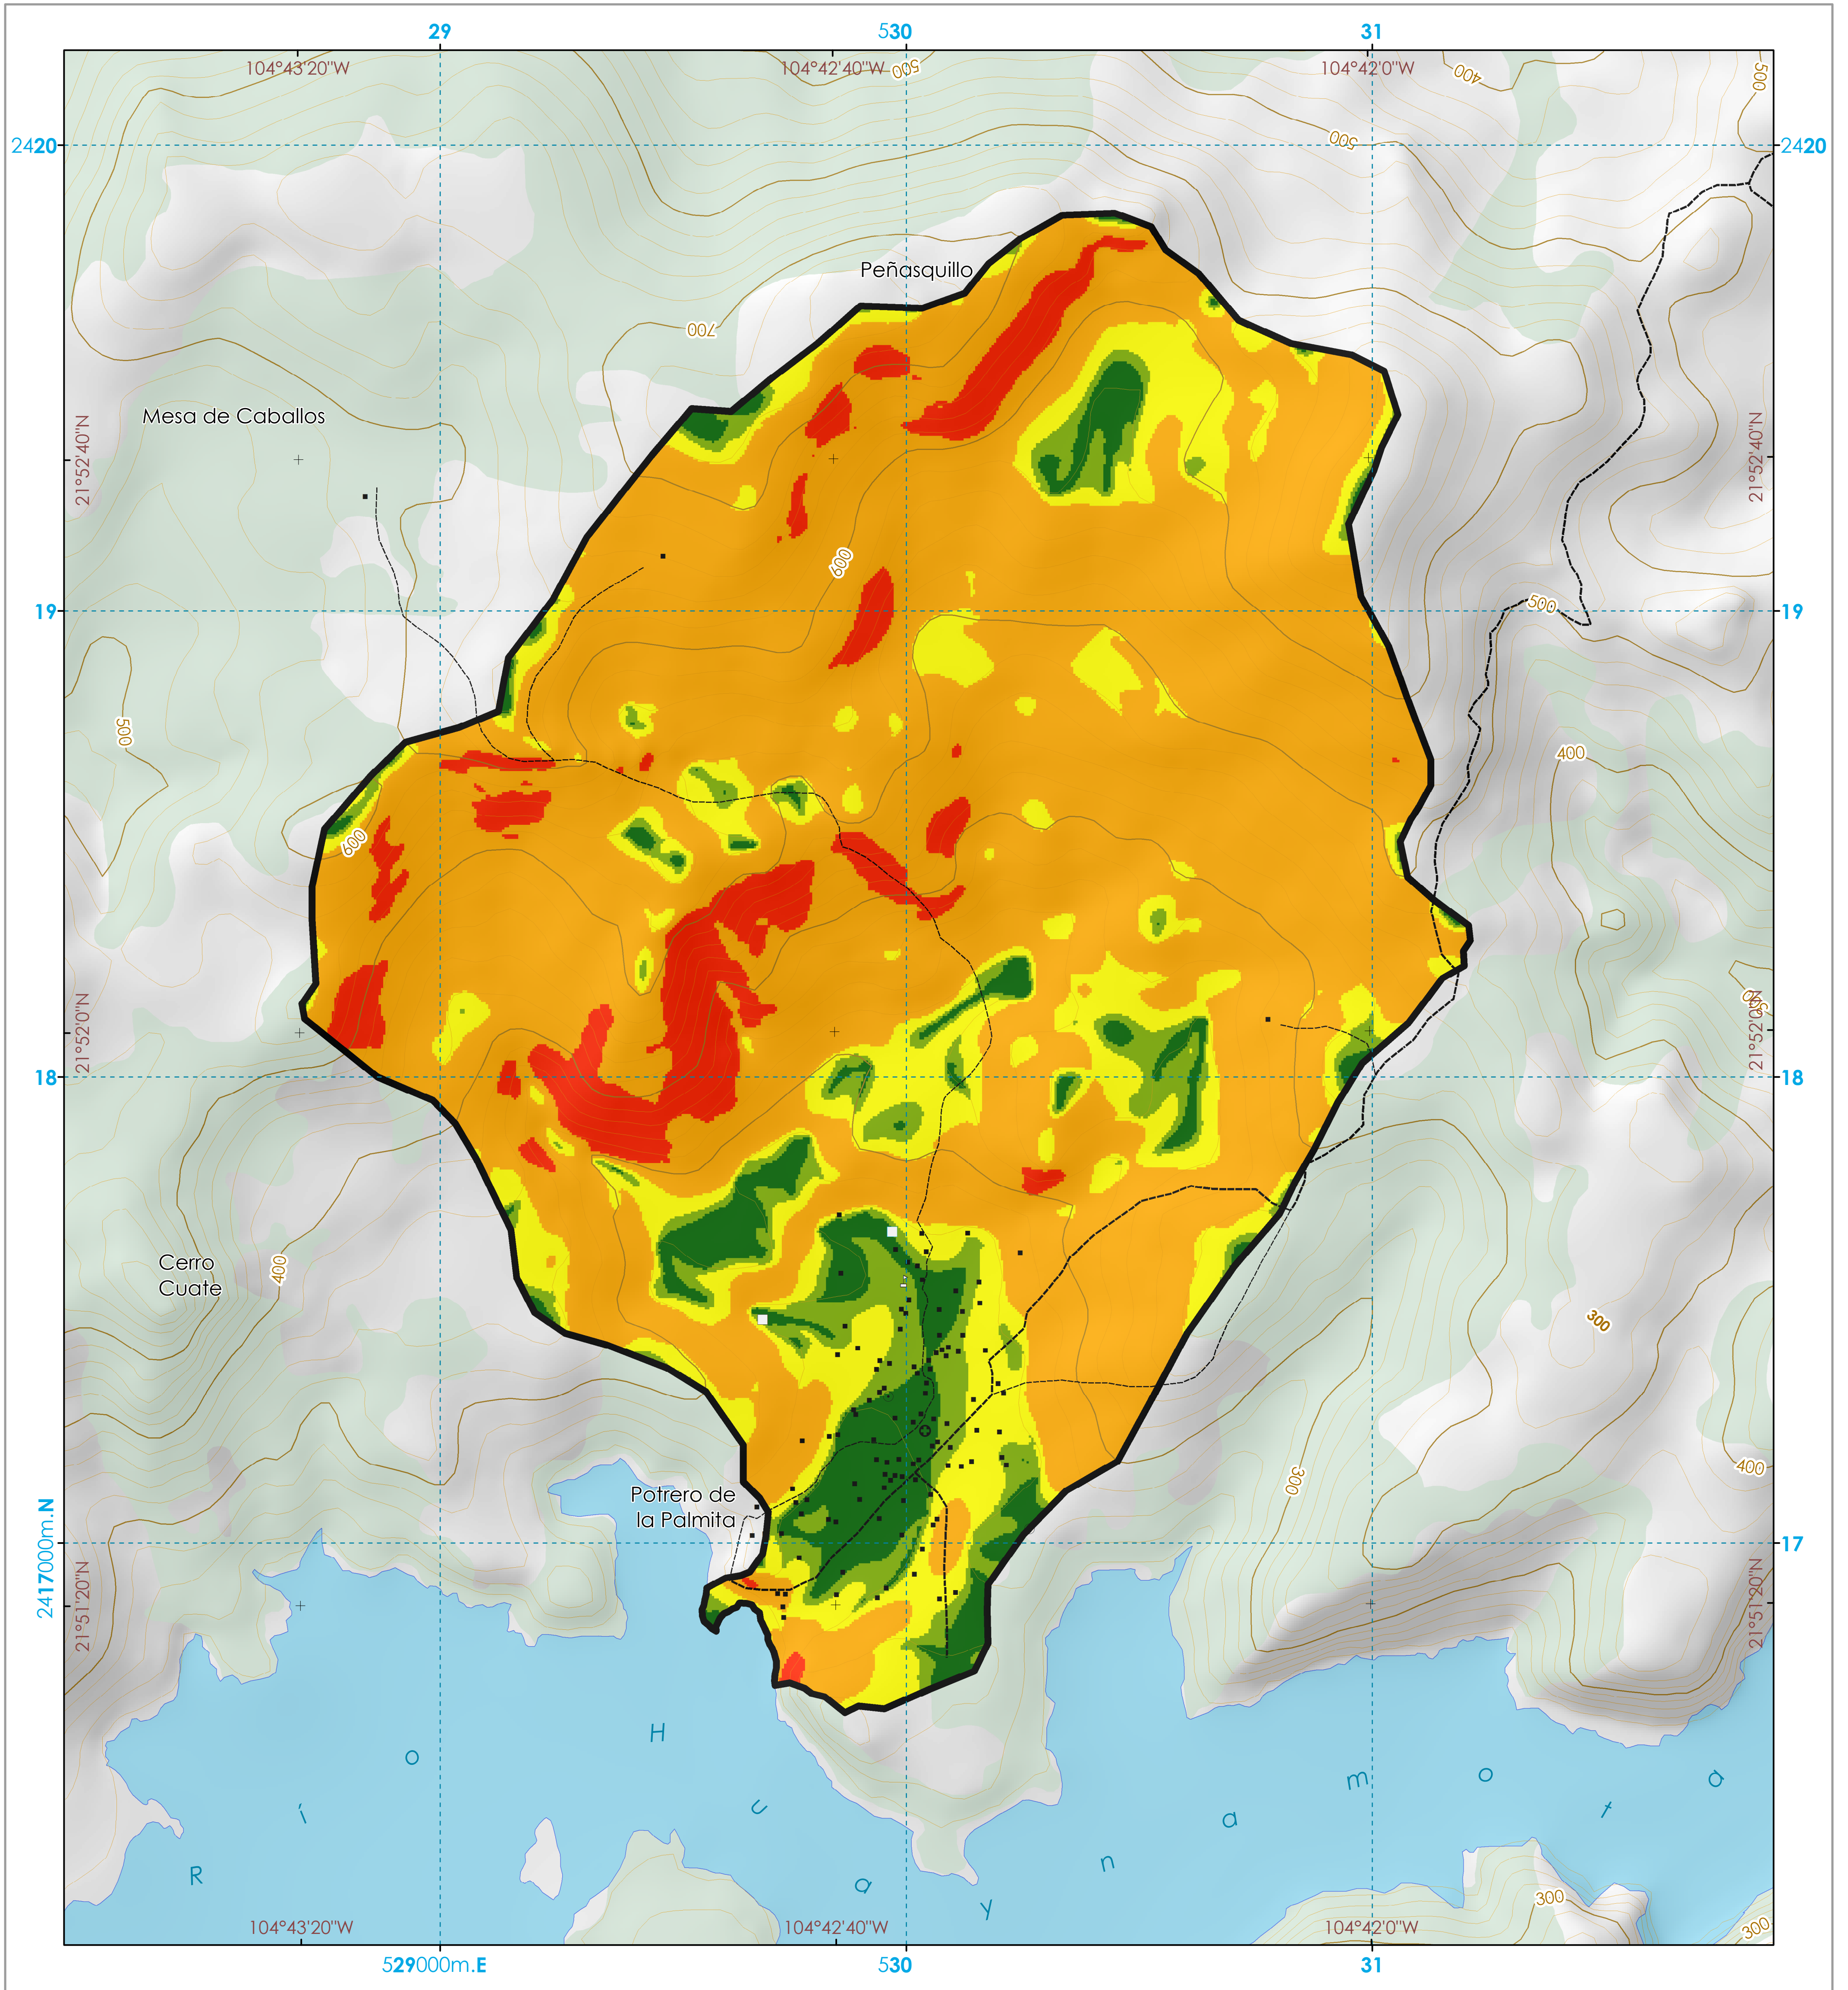 29
530
31
104°43'20"W
104°42'40"W
104°42'0"W
500
400
500
2420
500
2420
Peñasquillo
700
Mesa de Caballos
21°52'40"N
21°52'40"N
600
19
500
19
500
400
600
21°52'0"N
500
21°52'0"N
18
18
Cerro
Cuate
400
300
400
300
Potrero de
la Palmita
2417000m.N
17
21°51'20"N
21°51'20"N
Río Huaynamota
300
300
104°43'20"W
104°42'40"W
104°42'0"W
529000m.E
530
31